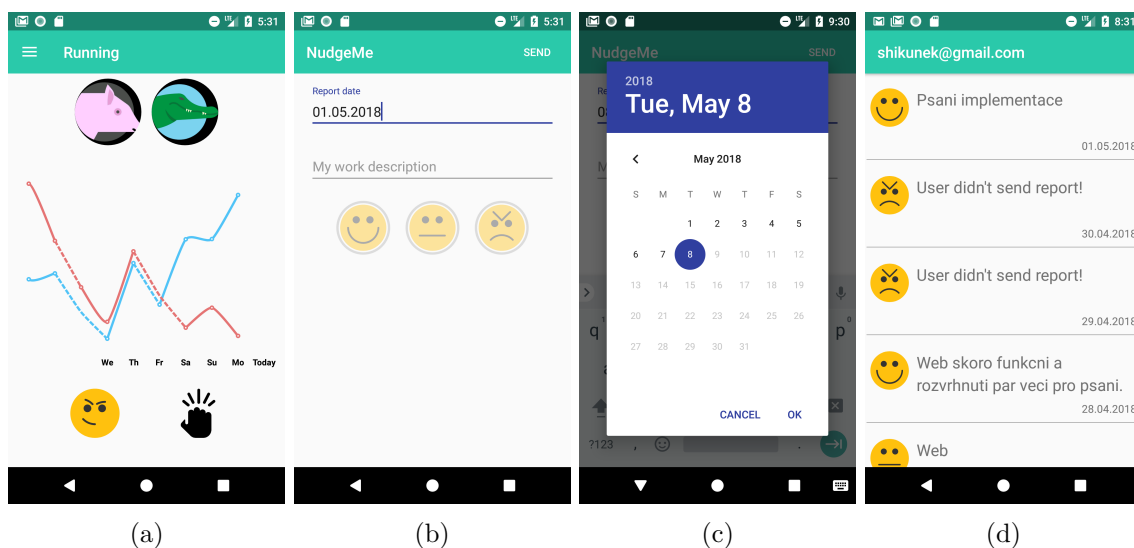 5:31
Running
We Th Fr Sa Su Mo Today
(a)
5:31
NudgeMe SEND
Report date
01.05.2018
My work description
(b)
9:30
NudgeMe SEND
Re
0
M
2018
Tue, May 8
May 2018
S M T W T F S
1 2 3 4 5
6 7 8 9 10 11 12
13 14 15 16 17 18 19
20 21 22 23 24 25 26
27 28 29 30 31
CANCEL OK
q 1 p 0
?123 , .
(c)
LTE 8:31
shikunek@gmail.com
Psani implementace
01.05.2018
User didn't send report!
30.04.2018
User didn't send report!
29.04.2018
Web skoro funkcni a
rozvrhnuti par veci pro psani.
28.04.2018
Web
(d)